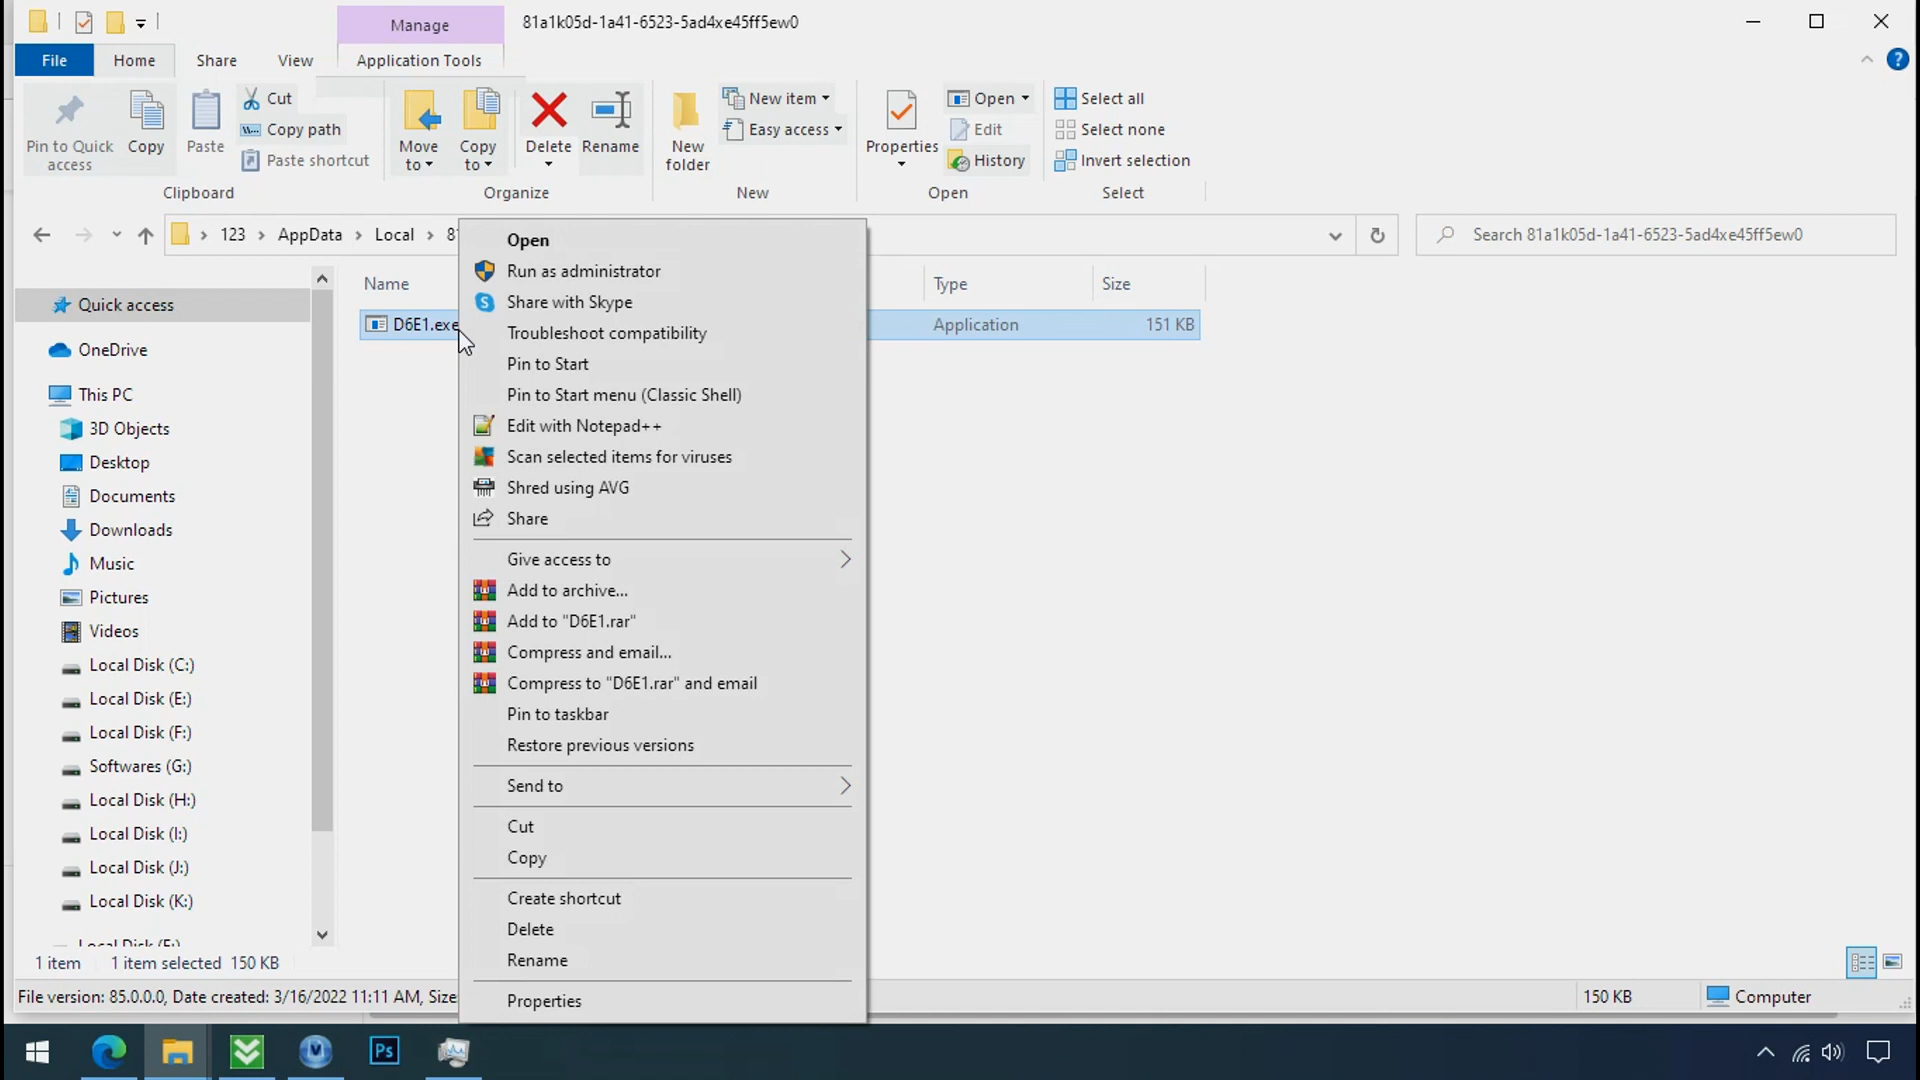 Manage
81a1k05d-1a41-6523-5ad4xe45ff5ew0
File
Home
Share
View
Application Tools
Pin to Quick access
Copy
Paste
Cut
Copy path
Paste shortcut
Clipboard
Move to
Copy to
Delete
Rename
Organize
New folder
New item
Easy access
New
Properties
Open
Edit
History
Open
Select all
Select none
Invert selection
Select
123
AppData
Local
Search 81a1k05d-1a41-6523-5ad4xe45ff5ew0
Name
Type
Size
D6E1.exe
Application
151 KB
Quick access
OneDrive
This PC
3D Objects
Desktop
Documents
Downloads
Music
Pictures
Videos
Local Disk (C:)
Local Disk (E:)
Local Disk (F:)
Softwares (G:)
Local Disk (H:)
Local Disk (I:)
Local Disk (J:)
Local Disk (K:)
Open
Run as administrator
Share with Skype
Troubleshoot compatibility
Pin to Start
Pin to Start menu (Classic Shell)
Edit with Notepad++
Scan selected items for viruses
Shred using AVG
Share
Give access to
Add to archive...
Add to "D6E1.rar"
Compress and email...
Compress to "D6E1.rar" and email
Pin to taskbar
Restore previous versions
Send to
Cut
Copy
Create shortcut
Delete
Rename
Properties
1 item
1 item selected 150 KB
File version: 85.0.0.0, Date created: 3/16/2022 11:11 AM, Size
150 KB
Computer
Ps